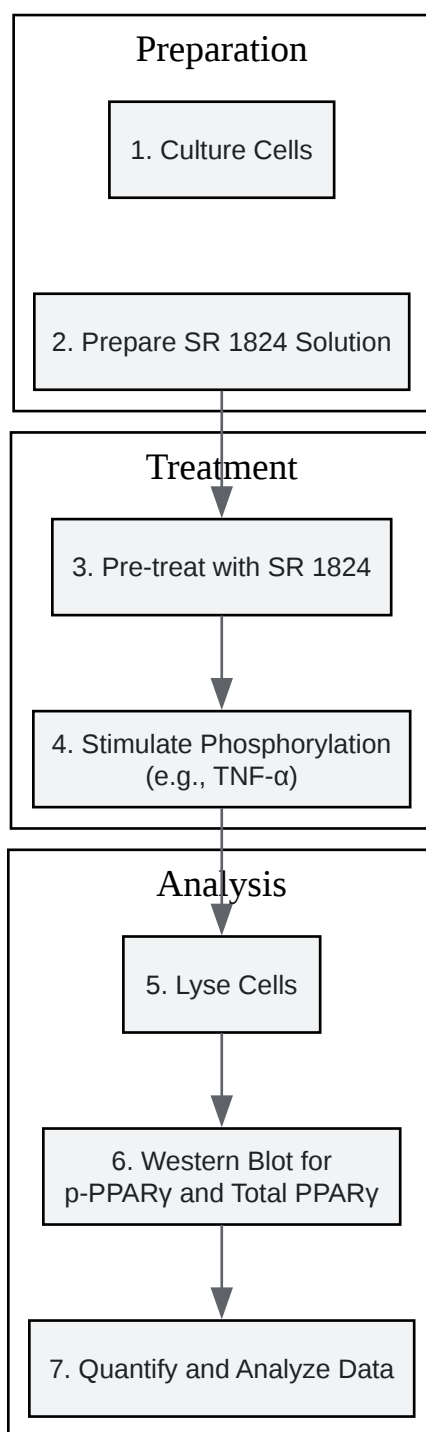 Preparation
1. Culture Cells
2. Prepare SR 1824 Solution
Treatment
3. Pre-treat with SR 1824
4. Stimulate Phosphorylation
(e.g., TNF-α)
Analysis
5. Lyse Cells
6. Western Blot for
p-PPARγ and Total PPARγ
7. Quantify and Analyze Data